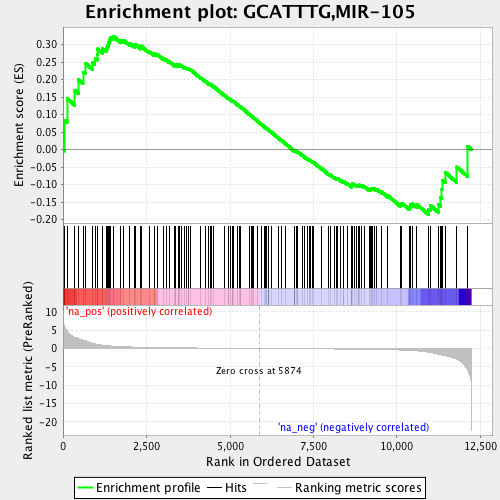 Enrichment plot: GCATTTG,MIR-105
Enrichment score (ES)
0.30
0.25
0.20
0.15
0.10
0.05
0.00
-0.05
-0.10
-0.15
-0.20
Ranked list metric (PreRanked)
10
5
0
-5
-10
-15
-20
'na_pos' (positively correlated)
Zero cross at 5874
'na_neg' (negatively correlated)
0
2,500
5,000
7,500
10,000
12,500
Rank in Ordered Dataset
Enrichment profile
Hits
Ranking metric scores